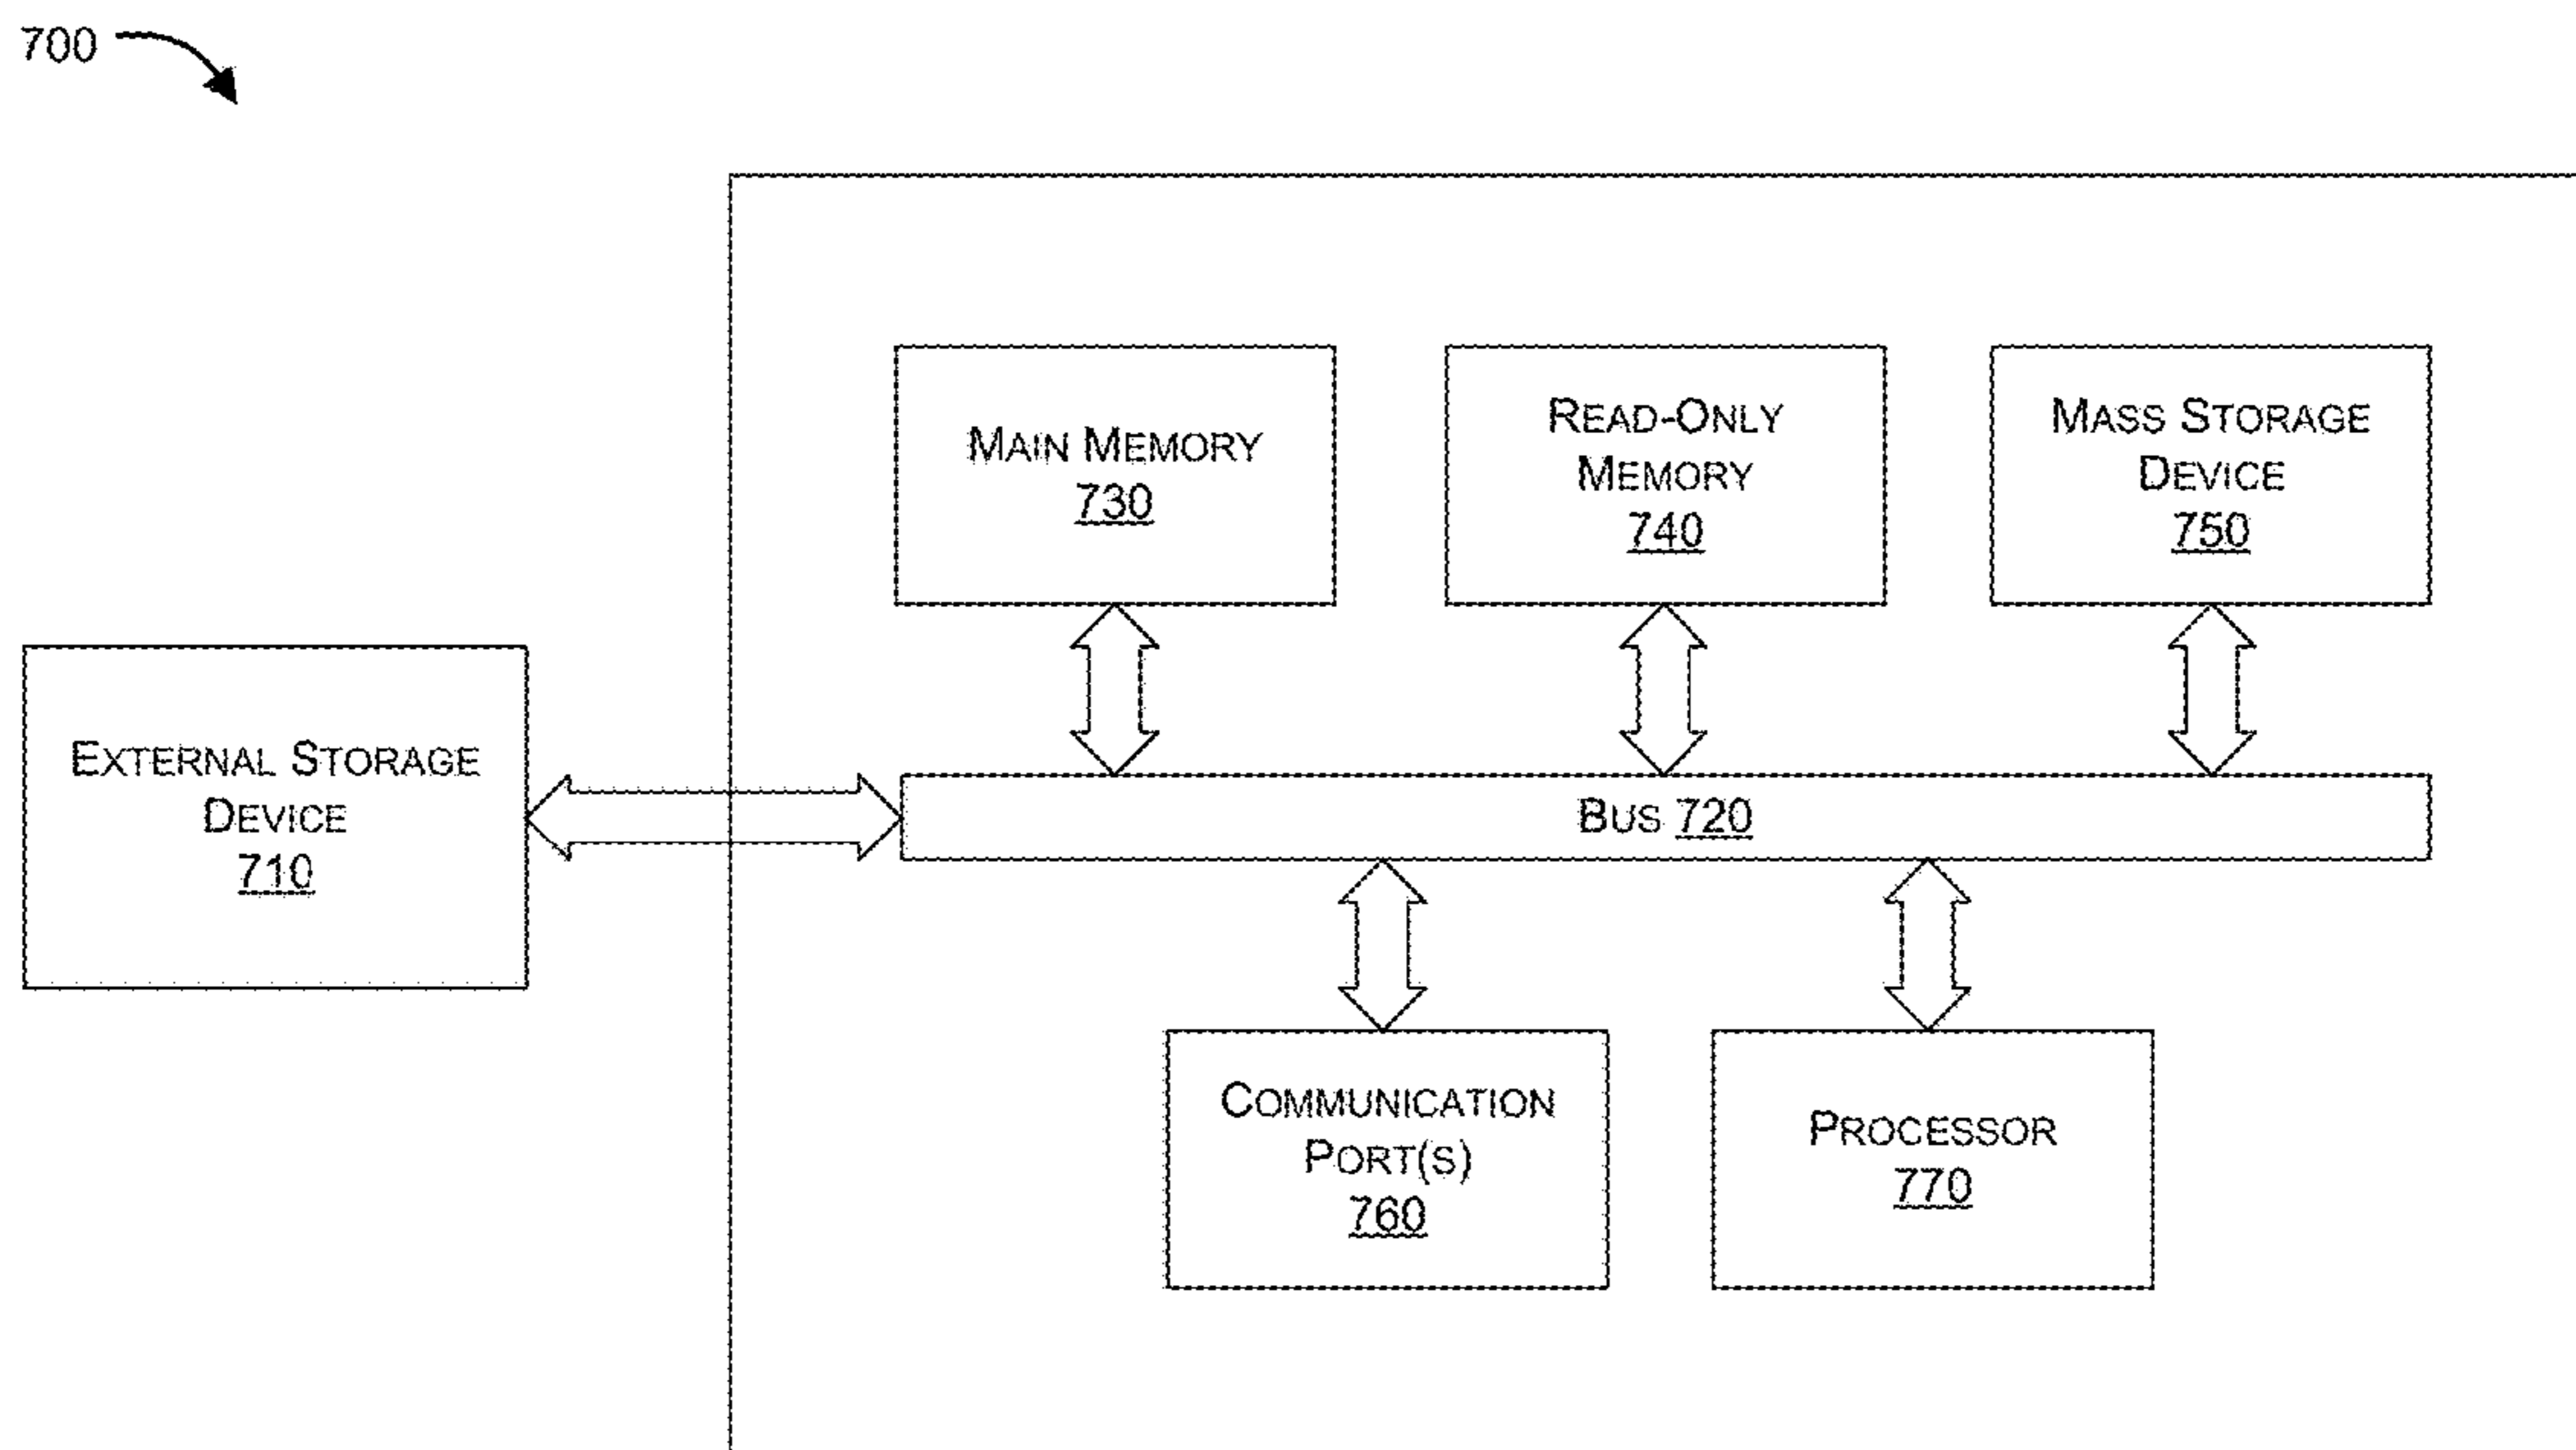 700
MAIN MEMORY
730
READ-ONLY
MEMORY
740
MASS STORAGE
DEVICE
750
EXTERNAL STORAGE
DEVICE
710
BUS 720
COMMUNICATION
PORT(S)
760
PROCESSOR
770